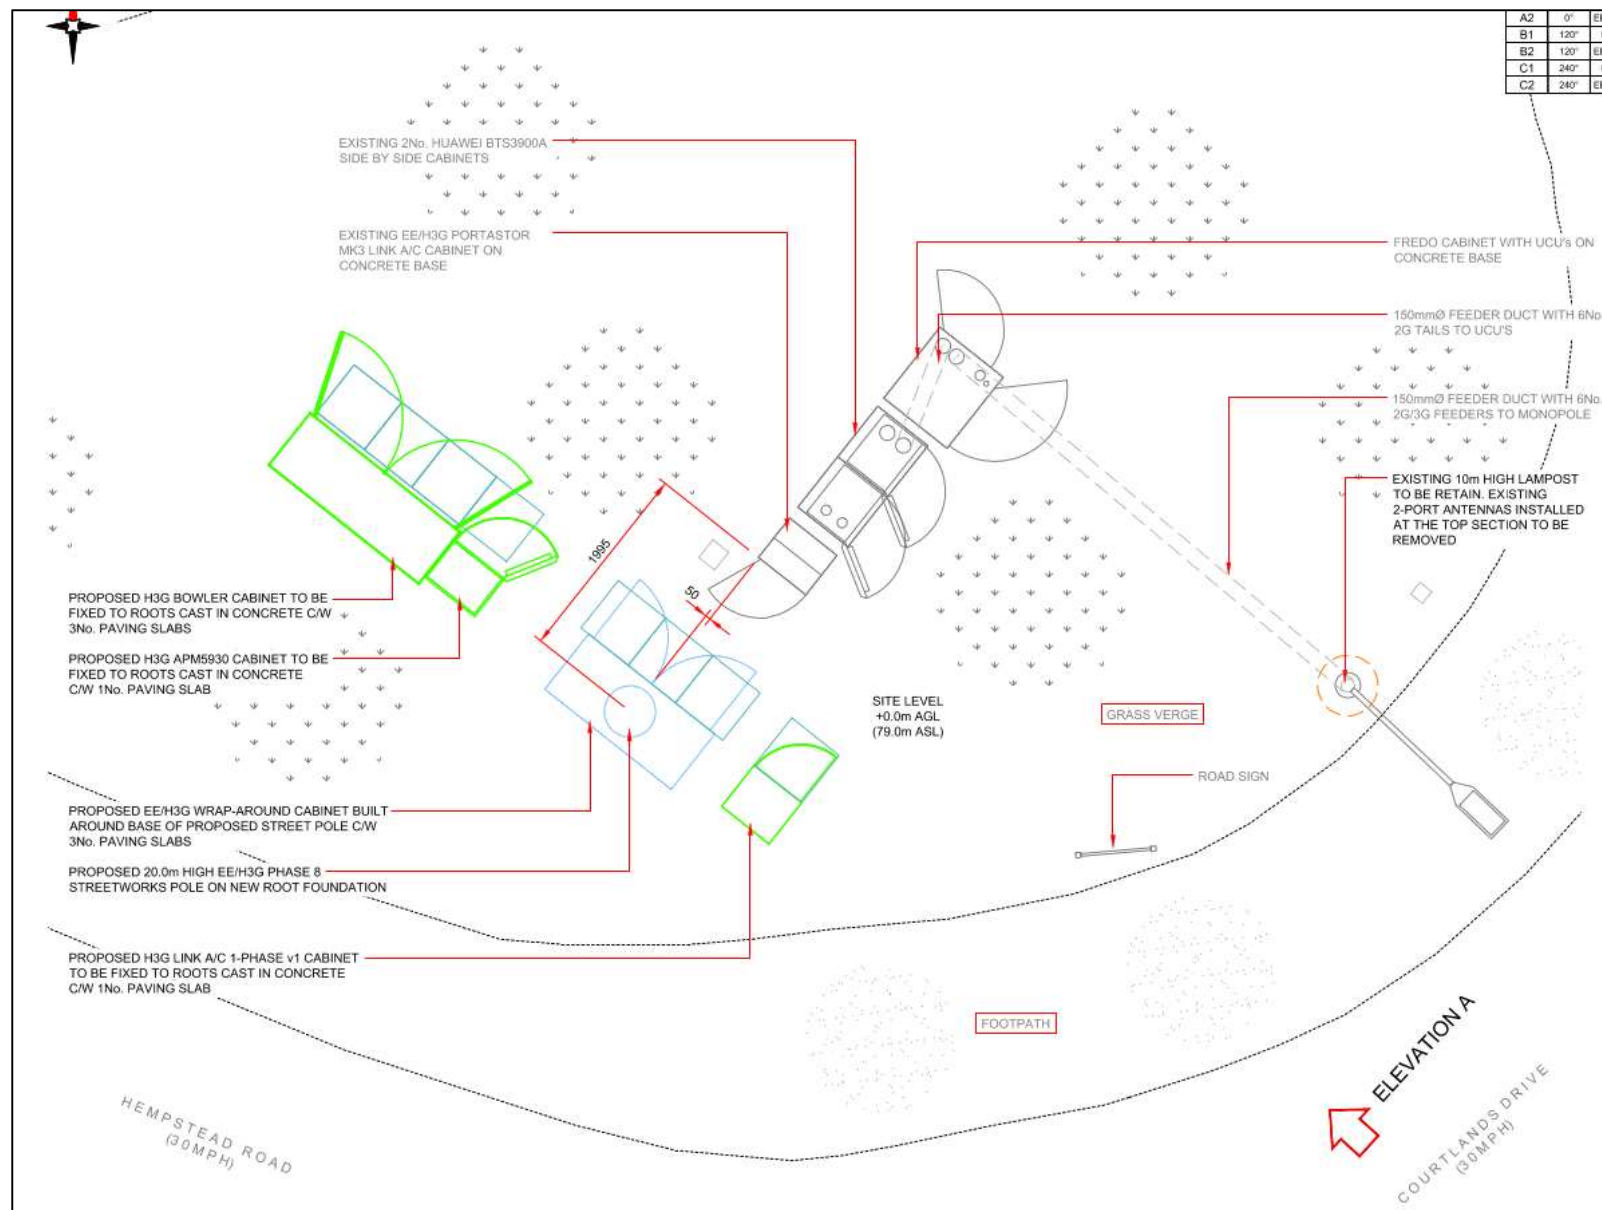 A2 0°
B1 120°
B2 120°
C1 240°
C2 240°
EXISTING 2No. HUAWEI BTS3900A
SIDE BY SIDE CABINETS
EXISTING EE/H3G PORTASTOR
MK3 LINK A/C CABINET ON
CONCRETE BASE
FREDO CABINET WITH UCU's ON
CONCRETE BASE
150mmØ FEEDER DUCT WITH 6No
2G TAILS TO UCU'S
150mmØ FEEDER DUCT WITH 6No.
2G/3G FEEDERS TO MONOPOLE
EXISTING 10m HIGH LAMPOST
TO BE RETAIN. EXISTING
2-PORT ANTENNAS INSTALLED
AT THE TOP SECTION TO BE
REMOVED
1995
50
PROPOSED H3G BOWLER CABINET TO BE
FIXED TO ROOTS CAST IN CONCRETE C/W
3No. PAVING SLABS
PROPOSED H3G APM5930 CABINET TO BE
FIXED TO ROOTS CAST IN CONCRETE
C/W 1No. PAVING SLAB
SITE LEVEL
+0.0m AGL
(79.0m ASL)
GRASS VERGE
ROAD SIGN
PROPOSED EE/H3G WRAP-AROUND CABINET BUILT
AROUND BASE OF PROPOSED STREET POLE C/W
3No. PAVING SLABS
PROPOSED 20.0m HIGH EE/H3G PHASE 8
STREETWORKS POLE ON NEW ROOT FOUNDATION
PROPOSED H3G LINK A/C 1-PHASE v1 CABINET
TO BE FIXED TO ROOTS CAST IN CONCRETE
C/W 1No. PAVING SLAB
FOOTPATH
ELEVATION A
HEMPSTEAD ROAD
(30MPH)
COURTLANDS DRIVE
(30MPH)